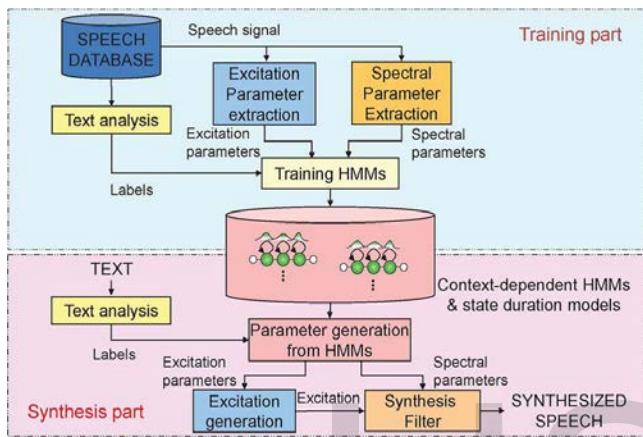 SPEECH
DATABASE
Speech signal
Training part
Excitation
Parameter
extraction
Spectral
Parameter
Extraction
Text analysis
Excitation
parameters
Spectral
parameters
Labels
Training HMMs
TEXT
Context-dependent HMMs
& state duration models
Text analysis
Parameter generation
from HMMs
Labels
Excitation
parameters
Spectral
parameters
Synthesis part
Excitation
generation
Excitation
Synthesis
Filter
SYNTHESIZED
SPEECH